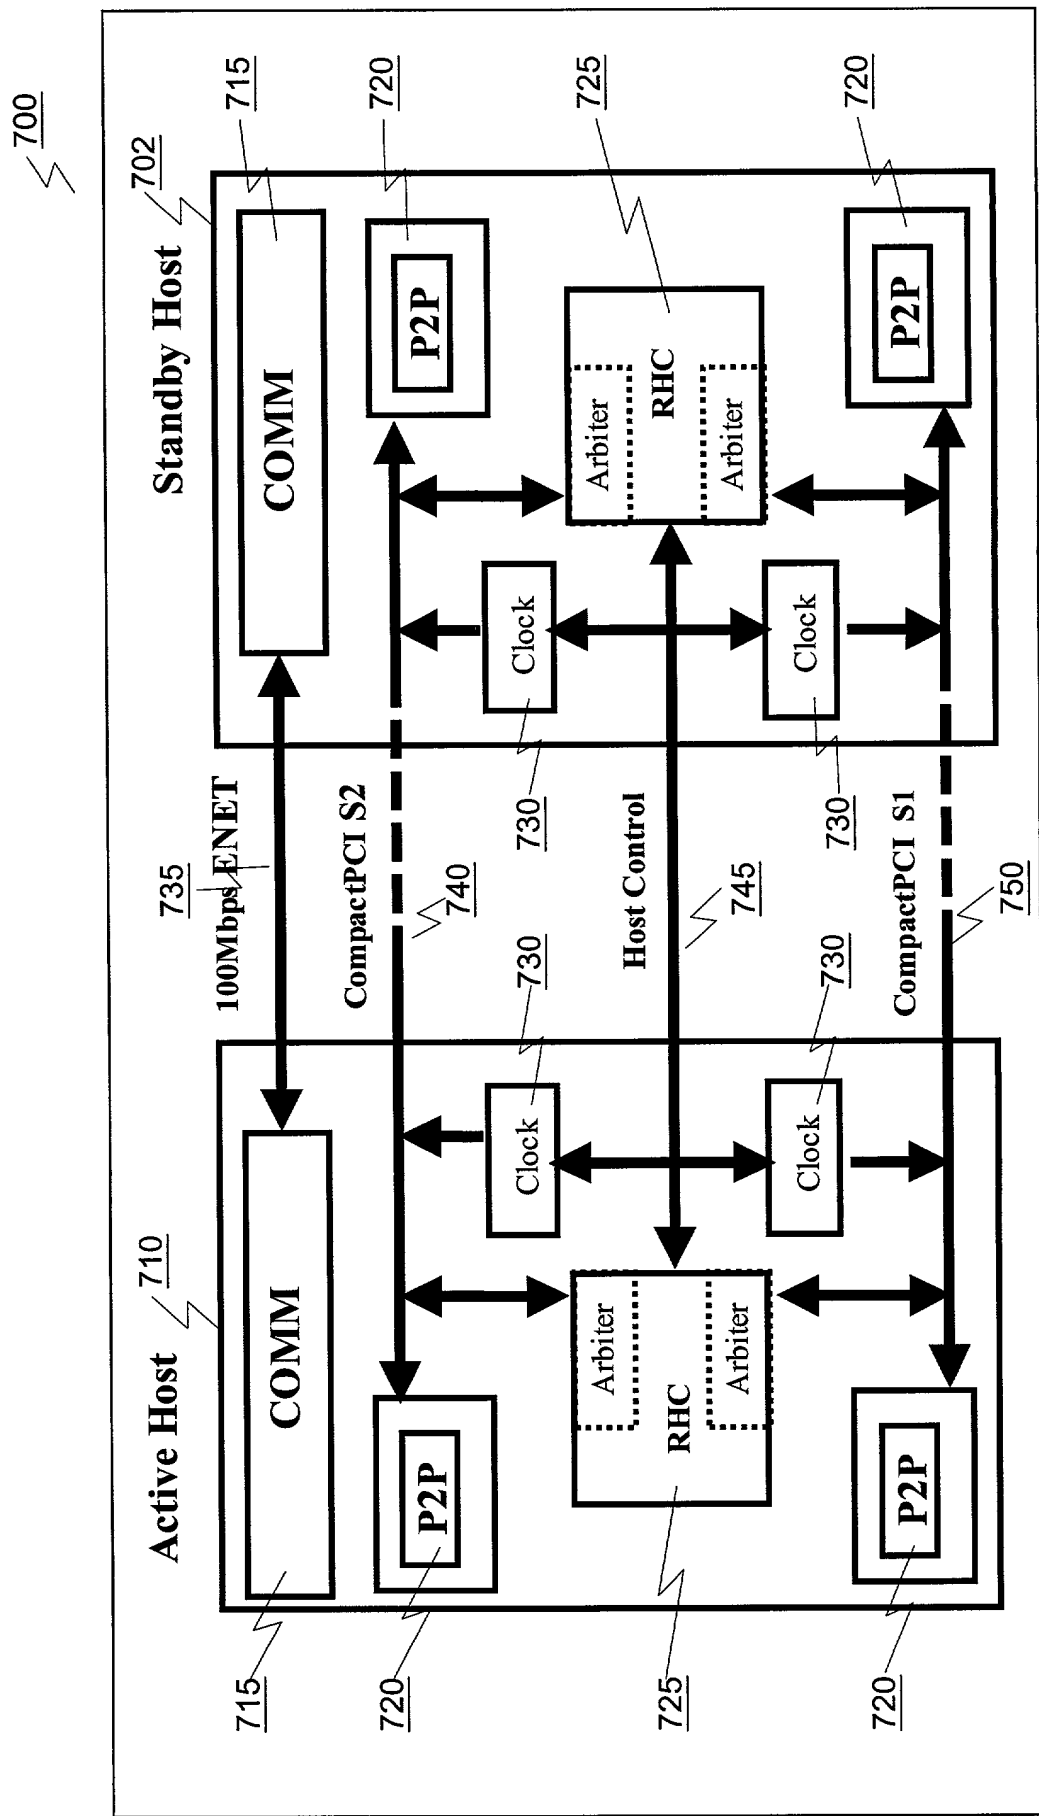 700
Active Host
710
Standby Host
702
715
COMM
735
100Mbps ENET
COMM
715
720
P2P
CompactPCI S2
740
P2P
720
Clock
730
Clock
730
725
RHC
Arbiter
Arbiter
Host Control
745
Arbiter
Arbiter
RHC
725
Clock
730
Clock
730
720
P2P
CompactPCI S1
750
P2P
720